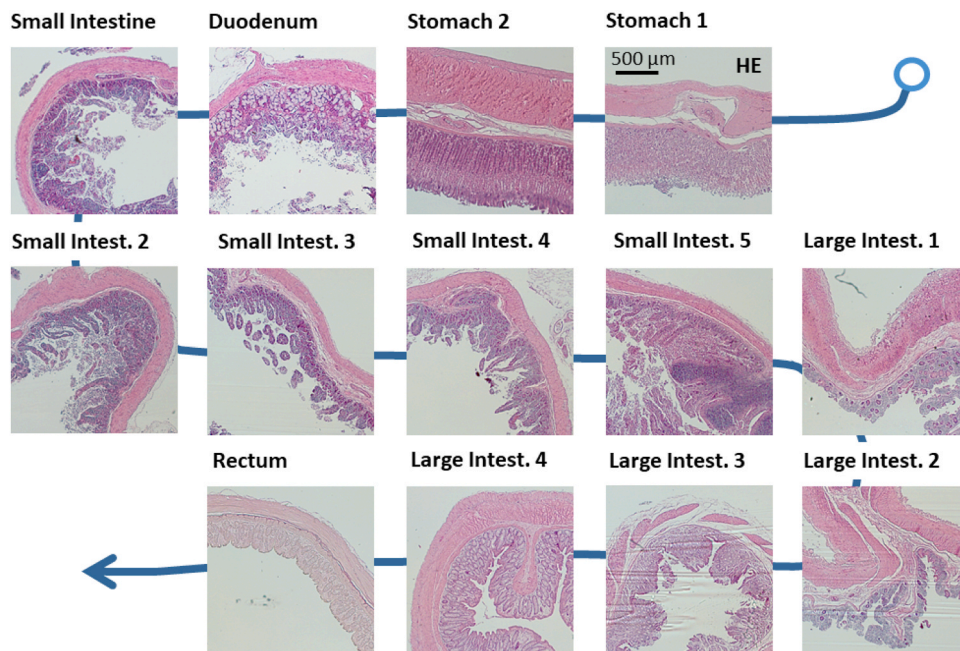 Small Intestine
Duodenum
Stomach 2
Stomach 1
500 µm
HE
Small Intest. 2
Small Intest. 3
Small Intest. 4
Small Intest. 5
Large Intest. 1
Rectum
Large Intest. 4
Large Intest. 3
Large Intest. 2